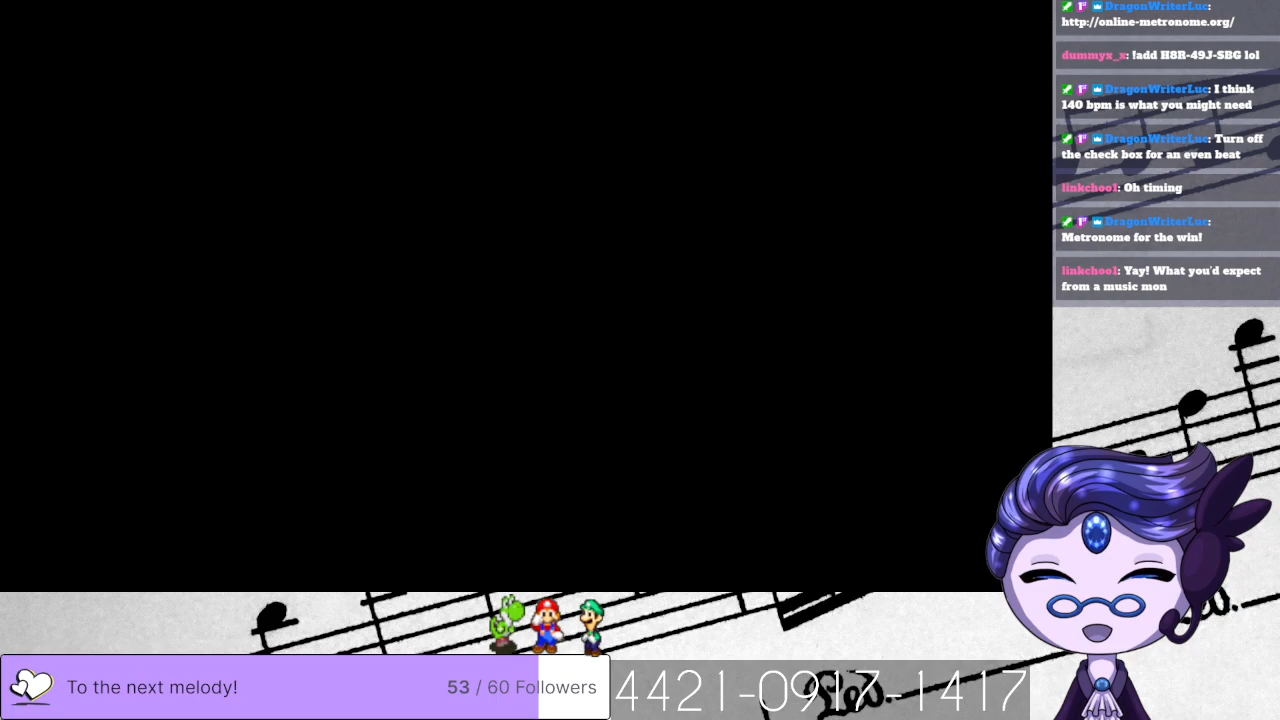 DragonWriterLuc:
http://online-metronome.org/
dummyx_x: !add H8R-49J-SBG lol
DragonWriterLuc: I think
140 bpm is what you might need
DragonWriterLuc: Turn off
the check box for an even beat
linkchoo1: Oh timing
DragonWriterLuc:
Metronome for the win!
linkchoo1: Yay! What you'd expect
from a music mon
To the next melody!
53 / 60 Followers
4421-0917-1417